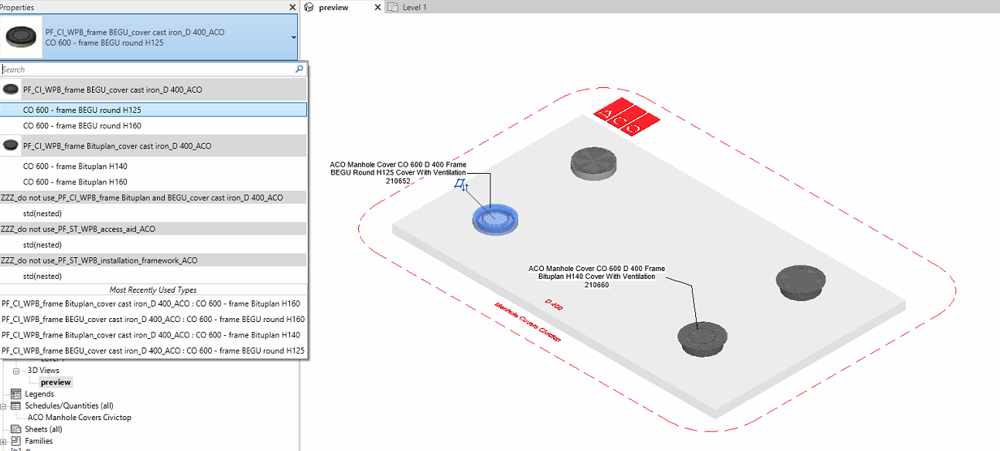 Properties
preview
Level 1
PF_CI_WPB_frame BEGU_cover cast iron_D 400_ACO
CO 600 - frame BEGU round H125
Search
PF_CI_WPB_frame BEGU_cover cast iron_D 400_ACO
CO 600 - frame BEGU round H125
CO 600 - frame BEGU round H160
PF_CI_WPB_frame Bituplan_cover cast iron_D 400_ACO
CO 600 - frame Bituplan H140
CO 600 - frame Bituplan H160
ZZZ_do not use_PF_CI_WPB_frame Bituplan and BEGU_cover cast iron_D 400_ACO
std(nested)
ZZZ_do not use_PF_ST_WPB_access_aid_ACO
std(nested)
ZZZ_do not use_PF_ST_WPB_installation_framework_ACO
std(nested)
Most Recently Used Types
PF_CI_WPB_frame Bituplan_cover cast iron_D 400_ACO : CO 600 - frame Bituplan H160
PF_CI_WPB_frame BEGU_cover cast iron_D 400_ACO : CO 600 - frame BEGU round H160
PF_CI_WPB_frame Bituplan_cover cast iron_D 400_ACO : CO 600 - frame Bituplan H140
PF_CI_WPB_frame BEGU_cover cast iron_D 400_ACO : CO 600 - frame BEGU round H125
3D Views
preview
Legends
Schedules/Quantities (all)
ACO Manhole Covers Civictop
Sheets (all)
Families
ACO
ACO Manhole Cover CO 600 D 400 Frame
BEGU Round H125 Cover With Ventilation
210652
ACO Manhole Cover CO 600 D 400 Frame
Bituplan H140 Cover With Ventilation
210660
D 400
Manhole Covers Civictop